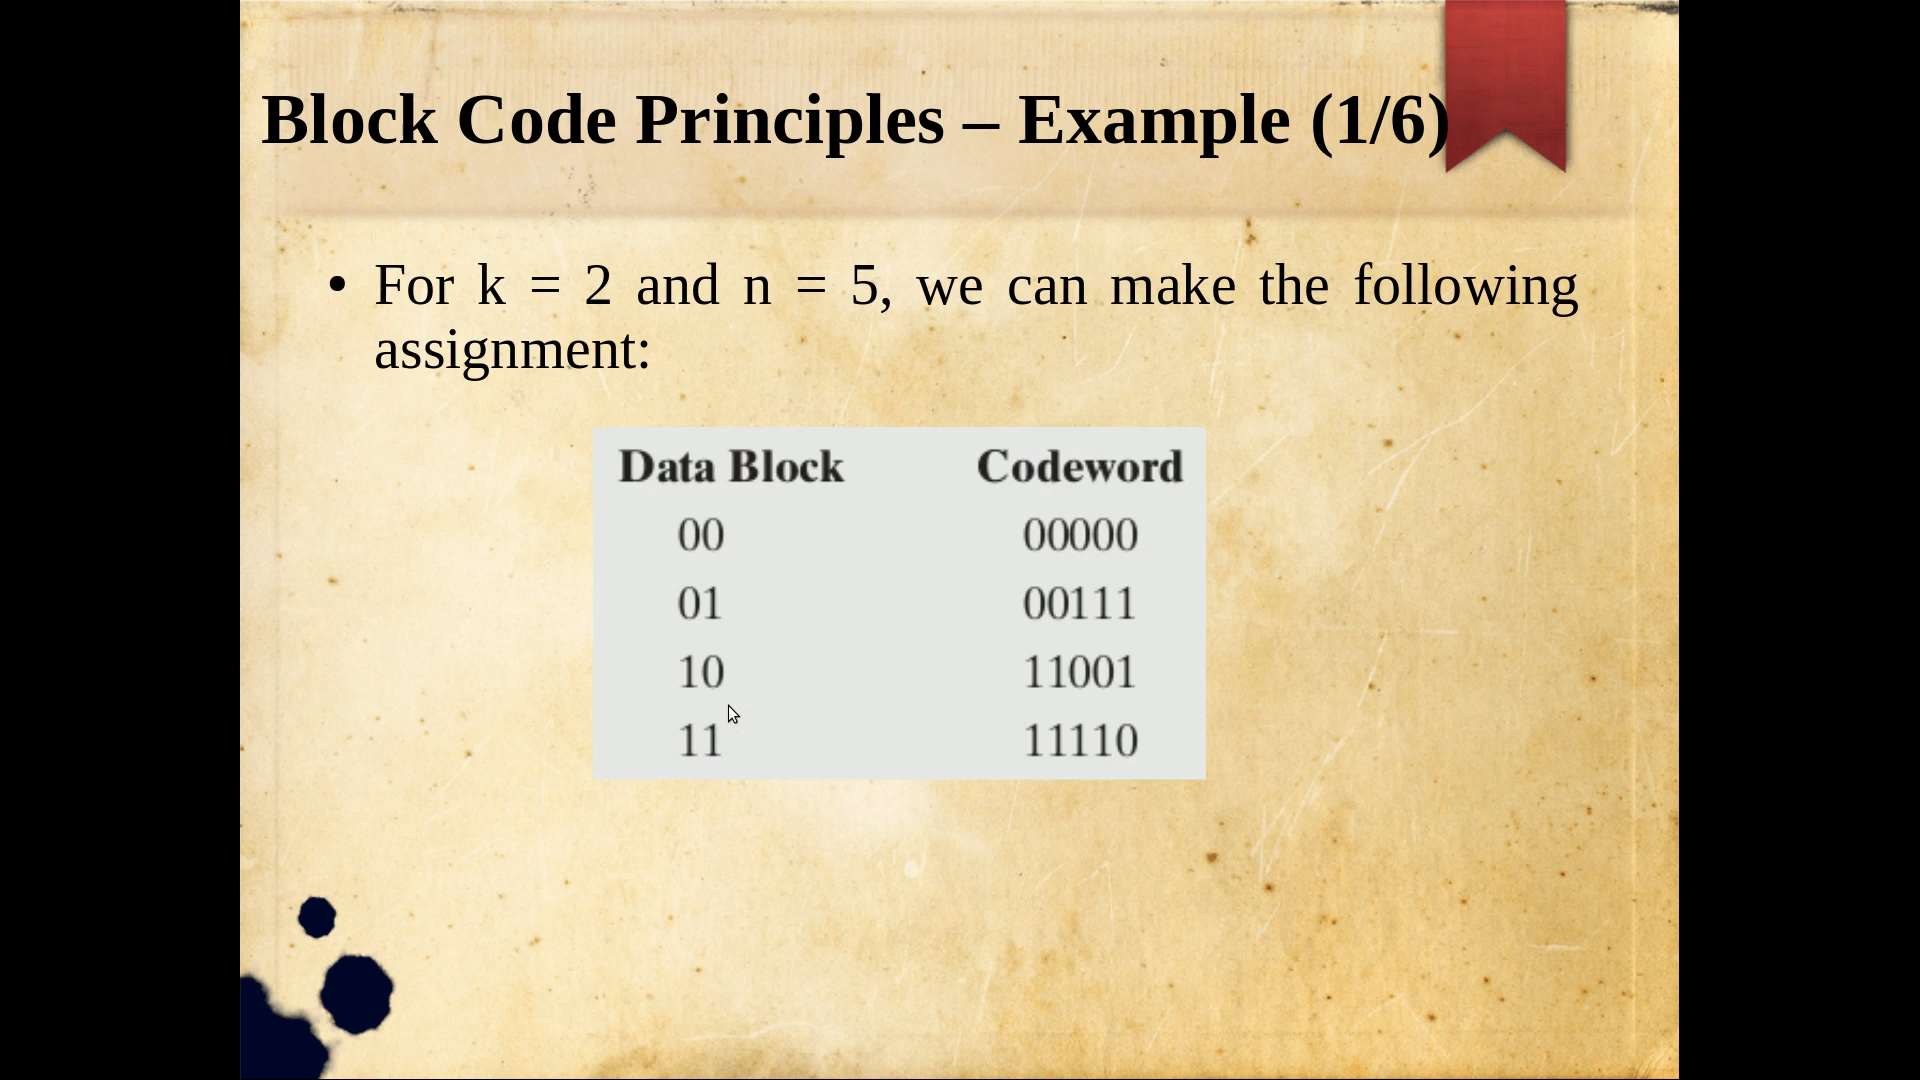 Block Code Principles – Example (1/6)
• For k = 2 and n = 5, we can make the following
assignment:
Data Block Codeword
00 00000
01 00111
10 11001
11 11110